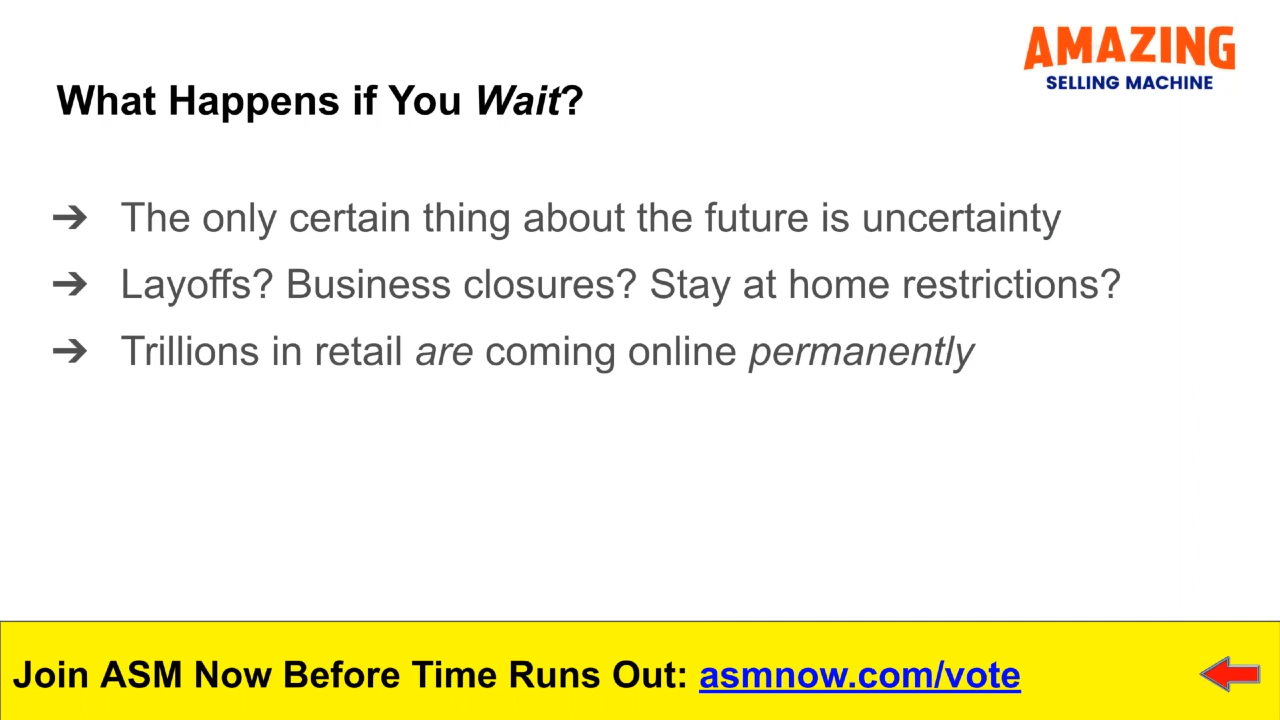 AMAZING
SELLING MACHINE
What Happens if You Wait?
➔ The only certain thing about the future is uncertainty
➔ Layoffs? Business closures? Stay at home restrictions?
➔ Trillions in retail are coming online permanently
Join ASM Now Before Time Runs Out: asmnow.com/vote